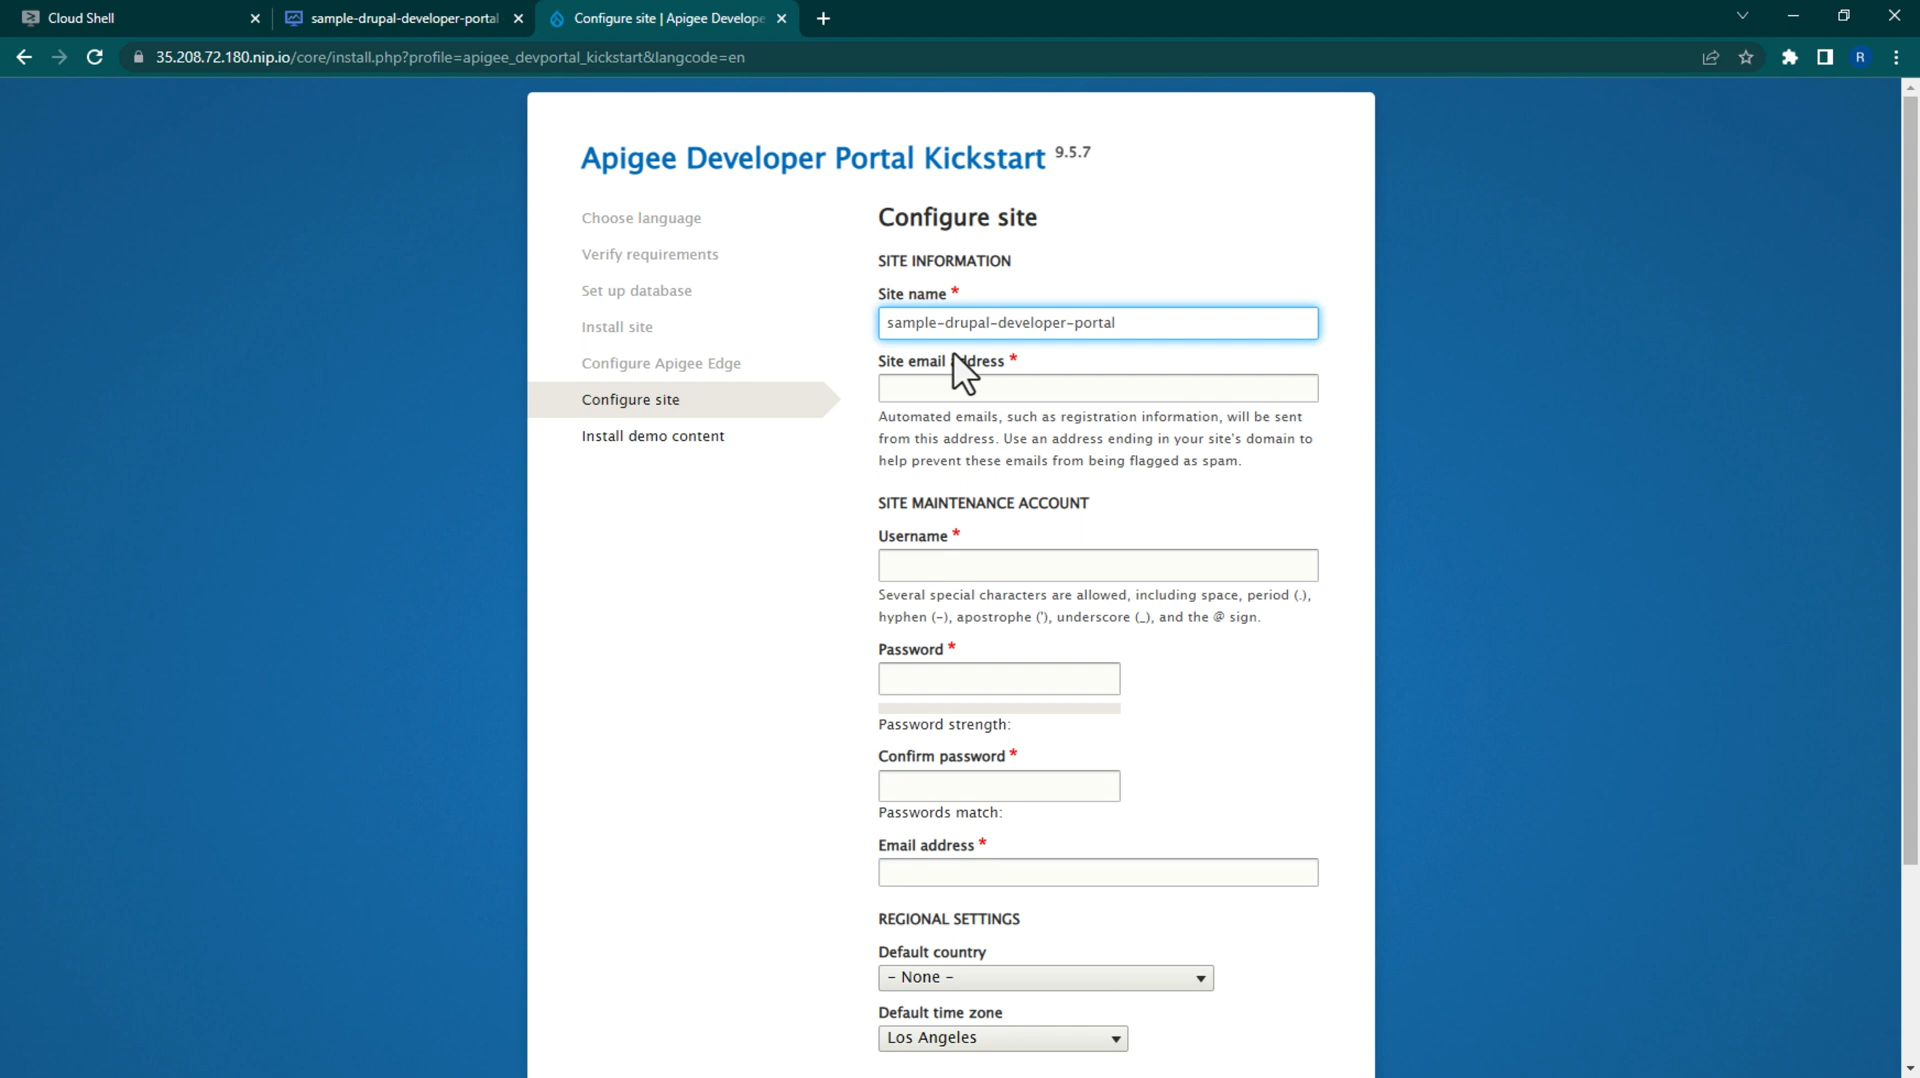 Cloud Shell
sample-drupal-developer-portal
Configure site | Apigee Develope
35.208.72.180.nip.io/core/install.php?profile=apigee_devportal_kickstart&langcode=en
R
Apigee Developer Portal Kickstart 9.5.7
Choose language
Verify requirements
Set up database
Install site
Configure Apigee Edge
Configure site
Install demo content
Configure site
SITE INFORMATION
Site name *
sample-drupal-developer-portal
Site email address *
Automated emails, such as registration information, will be sent
from this address. Use an address ending in your site's domain to
help prevent these emails from being flagged as spam.
SITE MAINTENANCE ACCOUNT
Username *
Several special characters are allowed, including space, period (.),
hyphen (-), apostrophe ('), underscore (_), and the @ sign.
Password *
Password strength:
Confirm password *
Passwords match:
Email address *
REGIONAL SETTINGS
Default country
- None -
Default time zone
Los Angeles